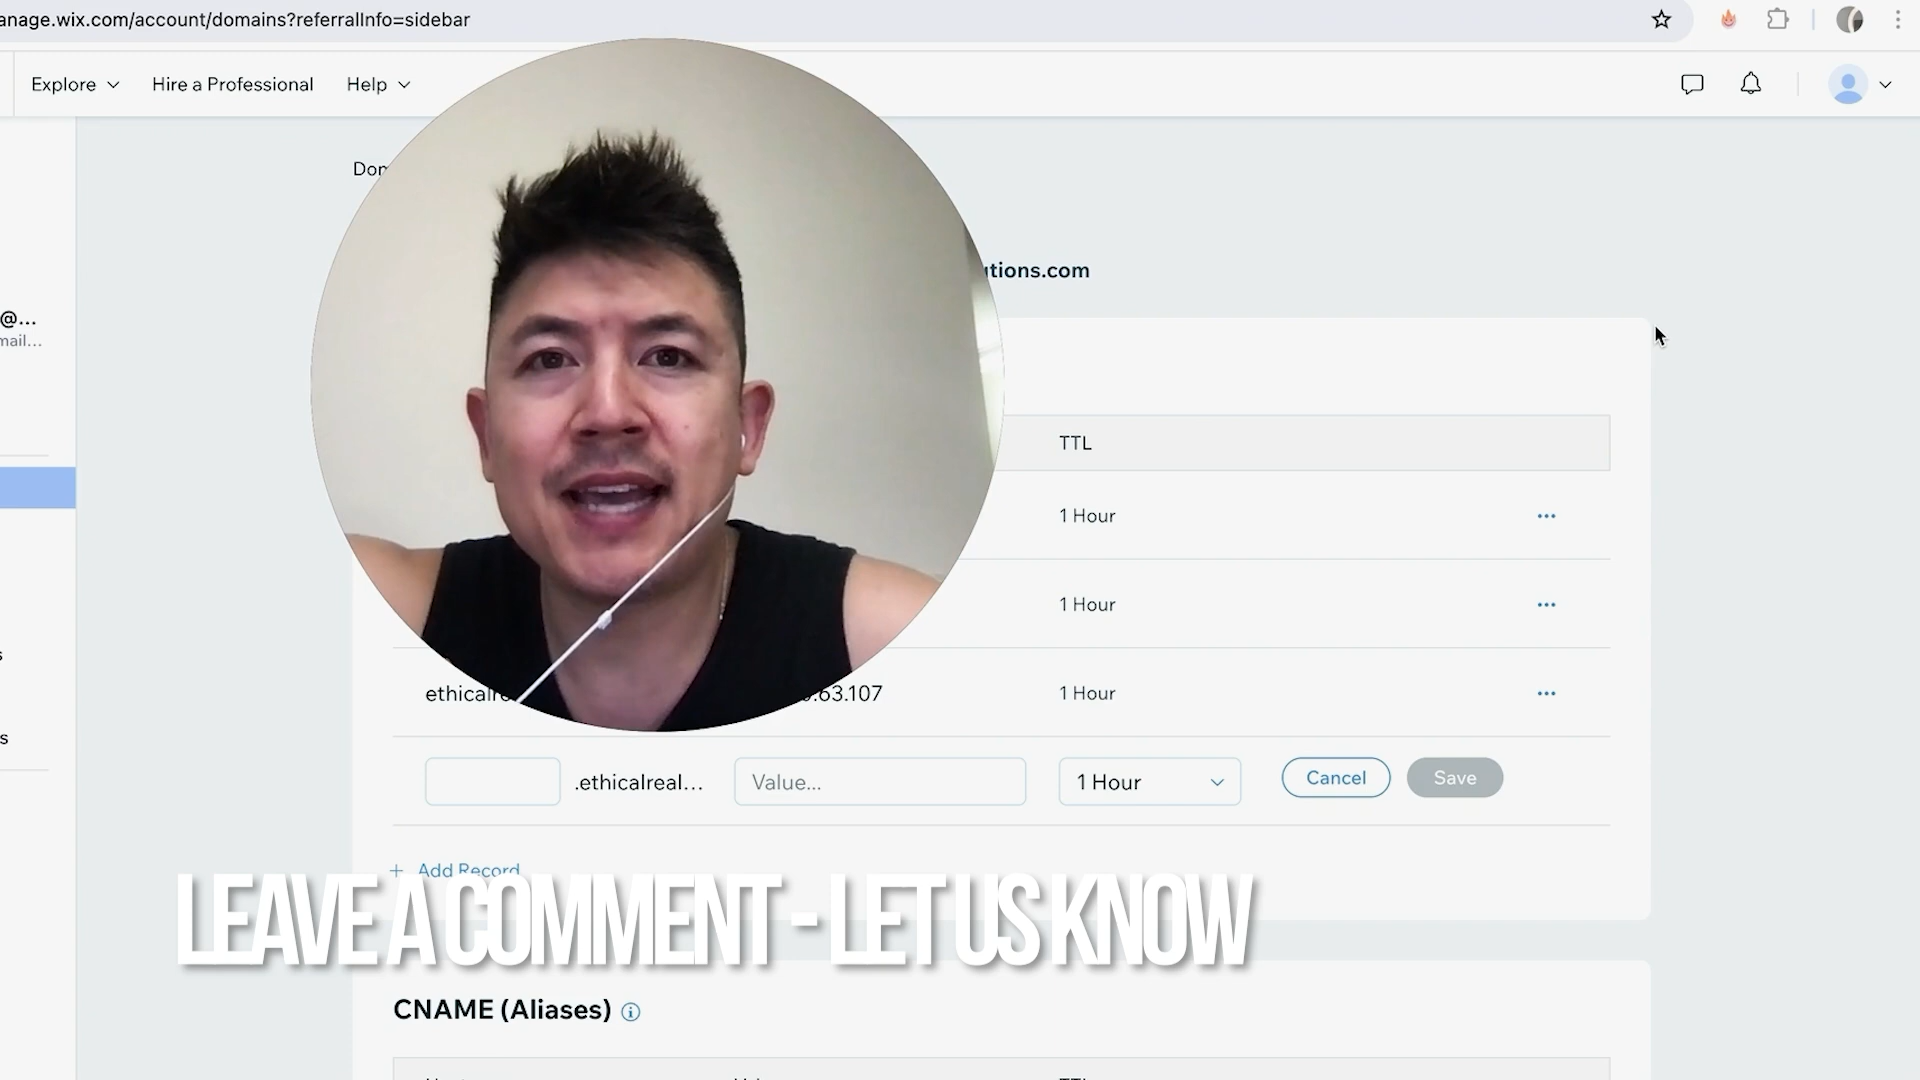 anage.wix.com/account/domains?referralInfo=sidebar
Explore
Hire a Professional
Help
Dom
tions.com
@...
mail...
TTL
1 Hour
1 Hour
63.107
1 Hour
s
s
.ethicalreal...
Value...
1 Hour
Cancel
Save
+ Add Record
LEAVE A COMMENT - LET US KNOW
CNAME (Aliases)